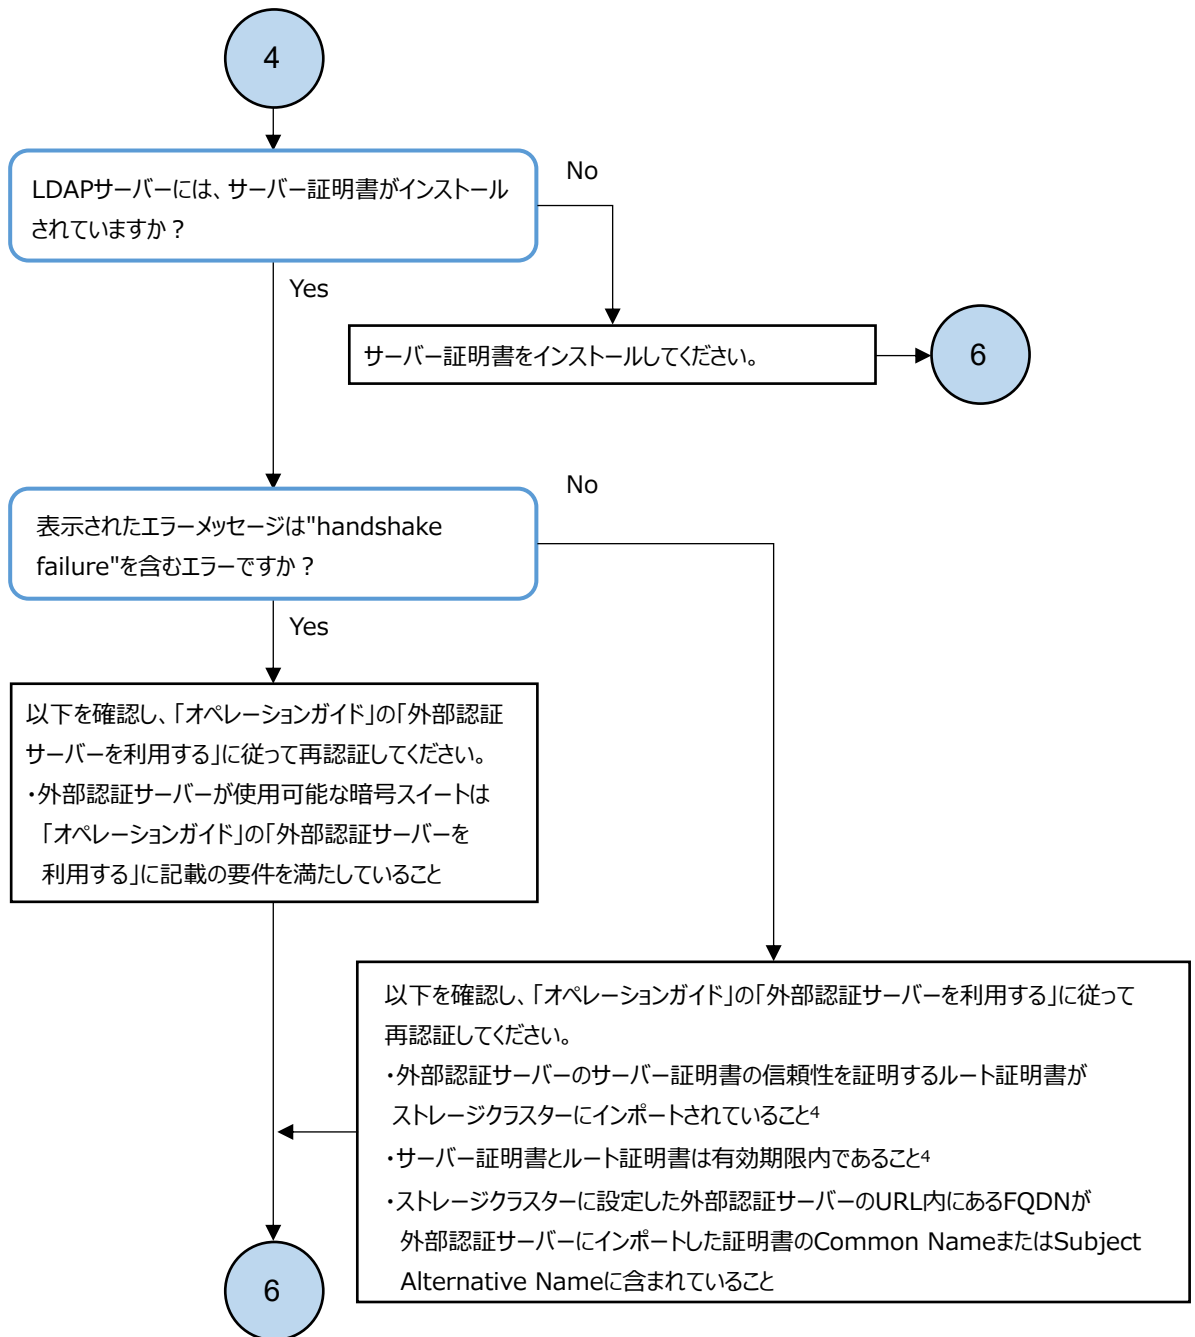 4
LDAPサーバーには、サーバー証明書がインストール
されていますか？
No
Yes
サーバー証明書をインストールしてください。
6
表示されたエラーメッセージは"handshake
failure"を含むエラーですか？
No
Yes
以下を確認し、「オペレーションガイド」の「外部認証
サーバーを利用する」に従って再認証してください。
・外部認証サーバーが使用可能な暗号スイートは
「オペレーションガイド」の「外部認証サーバーを
利用する」に記載の要件を満たしていること
以下を確認し、「オペレーションガイド」の「外部認証サーバーを利用する」に従って
再認証してください。
・外部認証サーバーのサーバー証明書の信頼性を証明するルート証明書が
ストレージクラスターにインポートされていること4
・サーバー証明書とルート証明書は有効期限内であること4
・ストレージクラスターに設定した外部認証サーバーのURL内にあるFQDNが
外部認証サーバーにインポートした証明書のCommon NameまたはSubject
Alternative Nameに含まれていること
6